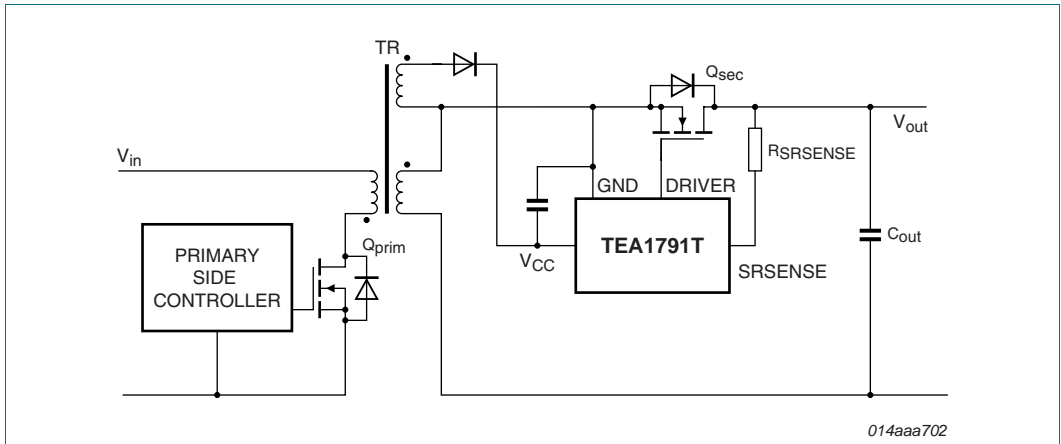 TR
Qsec
Vout
Vin
RSRSENSE
GND
DRIVER
Cout
Qprim
TEA1791T
PRIMARY
SIDE
CONTROLLER
VCC
SRSENSE
014aaa702